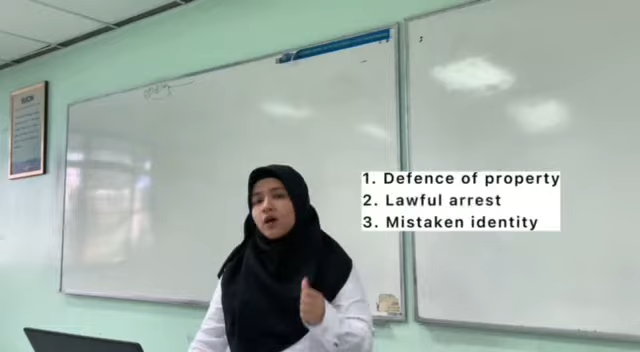 1. Defence of property
2. Lawful arrest
3. Mistaken identity